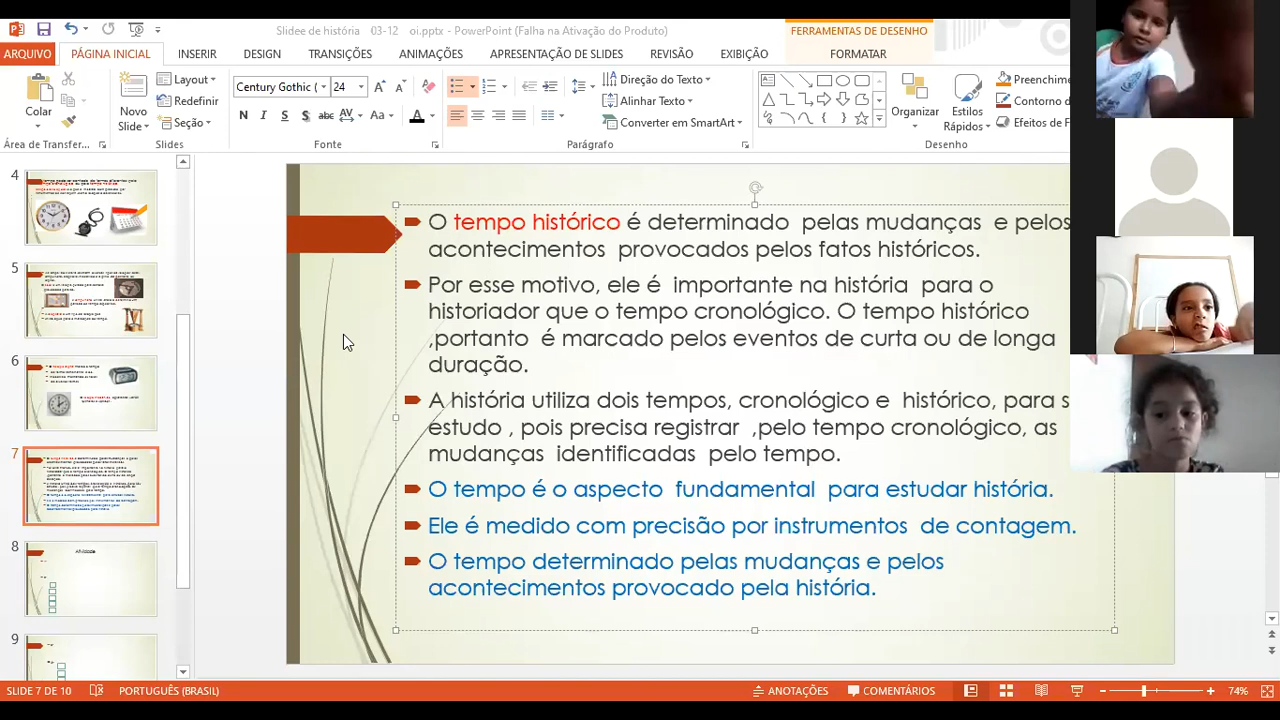 Slidee de história 03-12 oi.pptx - PowerPoint (Falha na Ativação do Produto)
FERRAMENTAS DE DESENHO
ARQUIVO PÁGINA INICIAL INSERIR DESIGN TRANSIÇÕES ANIMAÇÕES APRESENTAÇÃO DE SLIDES REVISÃO EXIBIÇÃO FORMATAR
Colar
Área de Transfer...
Novo
Slide
Layout
Redefinir
Seção
Slides
Century Gothic ( 24
N I S S abc AV Aa A
Fonte
Direção do Texto
Alinhar Texto
Converter em SmartArt
Parágrafo
Organizar
Estilos
Rápidos
Preenchime
Contorno d
Efeitos de F
Desenho
4
5
6
7
8
Atividade
9
O tempo histórico é determinado pelas mudanças e pelos
acontecimentos provocados pelos fatos históricos.
Por esse motivo, ele é importante na história para o
historiador que o tempo cronológico. O tempo histórico
,portanto é marcado pelos eventos de curta ou de longa
duração.
A história utiliza dois tempos, cronológico e histórico, para s
estudo , pois precisa registrar ,pelo tempo cronológico, as
mudanças identificadas pelo tempo.
O tempo é o aspecto fundamental para estudar história.
Ele é medido com precisão por instrumentos de contagem.
O tempo determinado pelas mudanças e pelos
acontecimentos provocado pela história.
SLIDE 7 DE 10 PORTUGUÊS (BRASIL) ANOTAÇÕES COMENTÁRIOS 74%